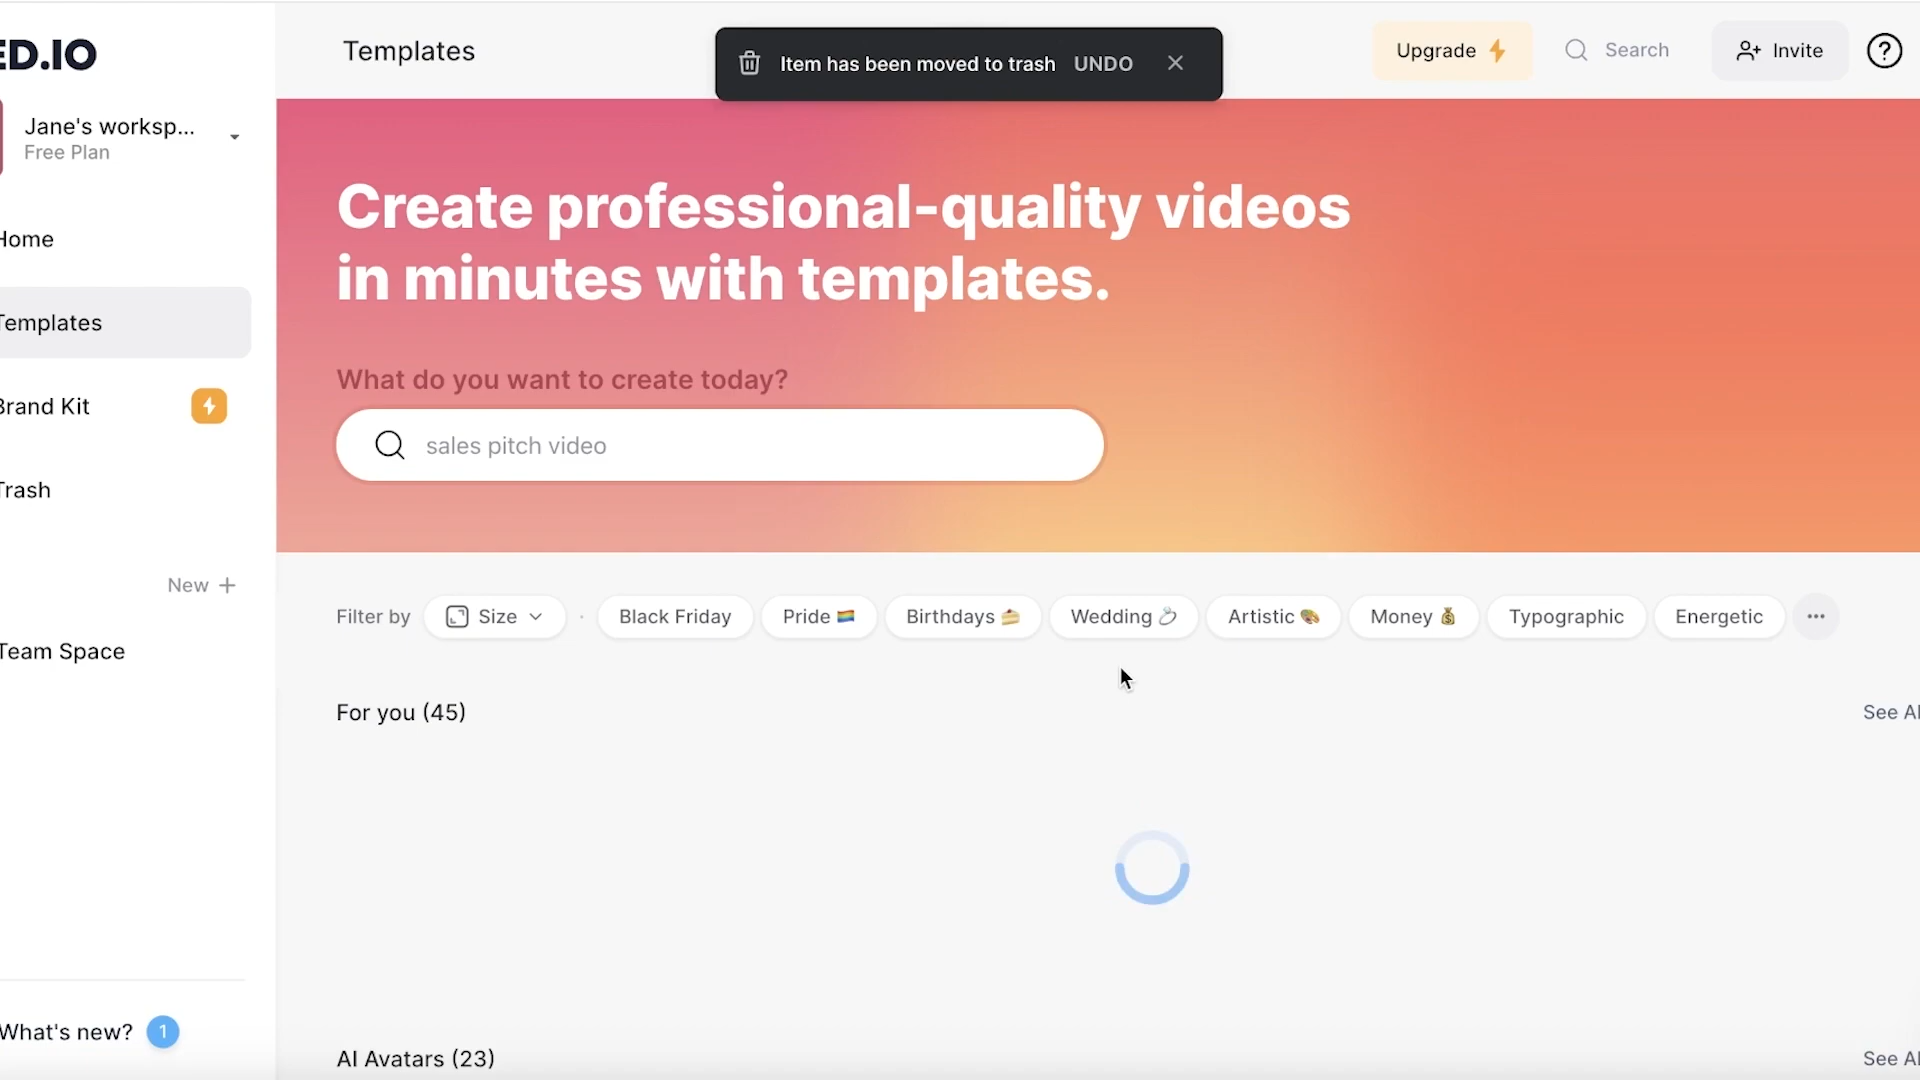 ED.IO
Jane's worksp...
Free Plan
Home
Templates
Brand Kit
Trash
New +
Team Space
What's new? 1
Templates
Item has been moved to trash UNDO
Upgrade
Search
Invite
?
Create professional-quality videos
in minutes with templates.
What do you want to create today?
sales pitch video
Filter by Size · Black Friday Pride 🏳️‍🌈 Birthdays 🍰 Wedding 💍 Artistic 🎨 Money 💰 Typographic Energetic ...
For you (45) See Al
AI Avatars (23) See Al